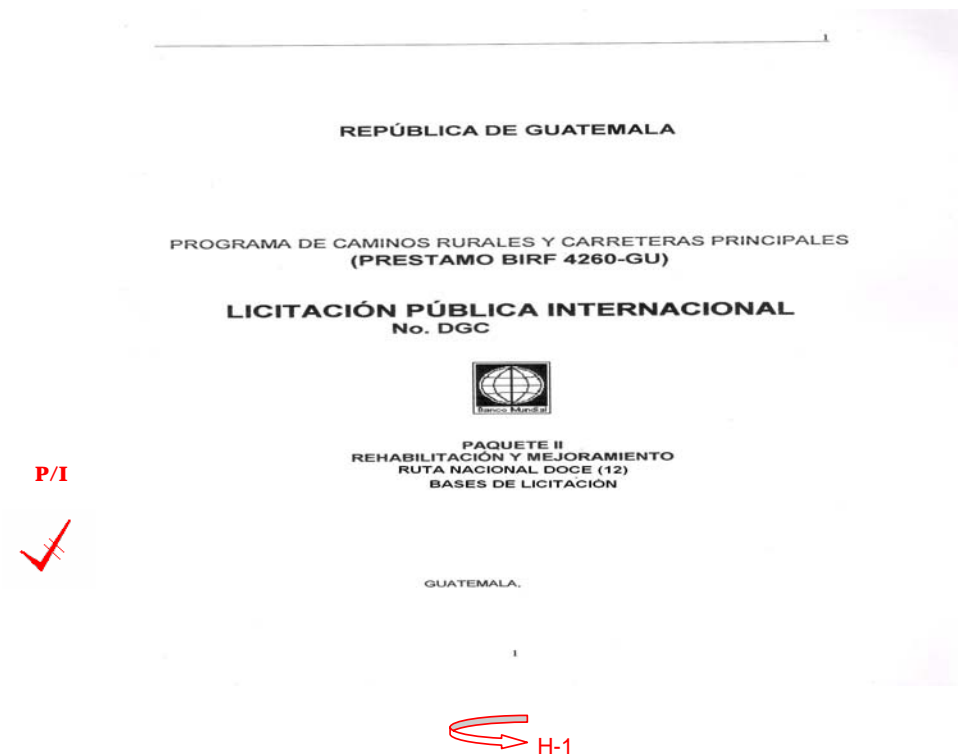 1
REPÚBLICA DE GUATEMALA
PROGRAMA DE CAMINOS RURALES Y CARRETERAS PRINCIPALES
(PRESTAMO BIRF 4260-GU)
LICITACIÓN PÚBLICA INTERNACIONAL
No. DGC
Banco Mundial
PAQUETE II
REHABILITACIÓN Y MEJORAMIENTO
RUTA NACIONAL DOCE (12)
BASES DE LICITACIÓN
P/I
GUATEMALA,
1
H-1